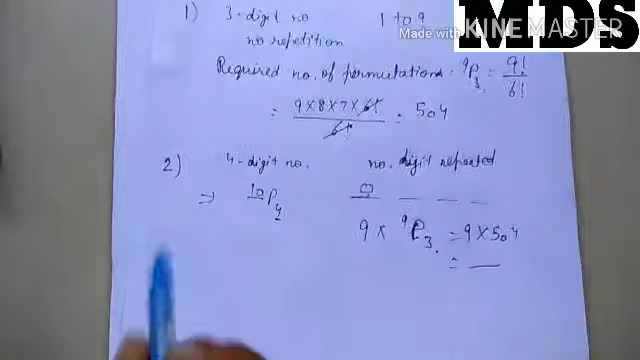 MDS
Made with KINEMASTER
1) 3-digit no 1 to 9
no repetition
Required no. of permutations = ⁹P₃ = 9!/6!
= 9×8×7×6!/6! = 504
2) 4-digit no. no. digit repeated
⇒ 10P₄ 9 _ _ _
9 × ⁹P₃. = 9×504
= __